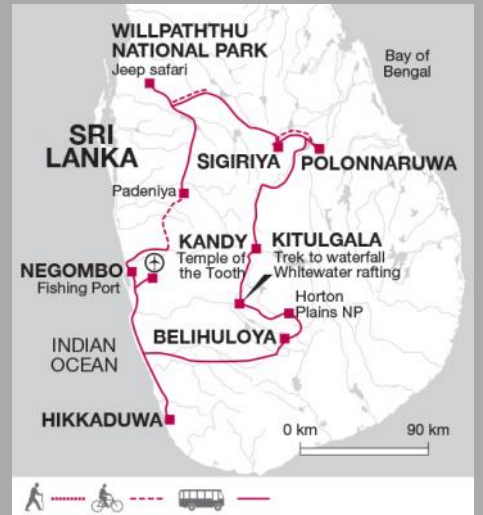 WILLPATHTHU
NATIONAL PARK
Jeep safari
Bay of
Bengal
SRI
LANKA
SIGIRIYA
POLONNARUWA
Padeniya
KANDY
Temple of
the Tooth
KITULGALA
Trek to waterfall
Whitewater rafting
NEGOMBO
Fishing Port
Horton
Plains NP
INDIAN
OCEAN
BELIHULOYA
HIKKADUWA
0 km
90 km